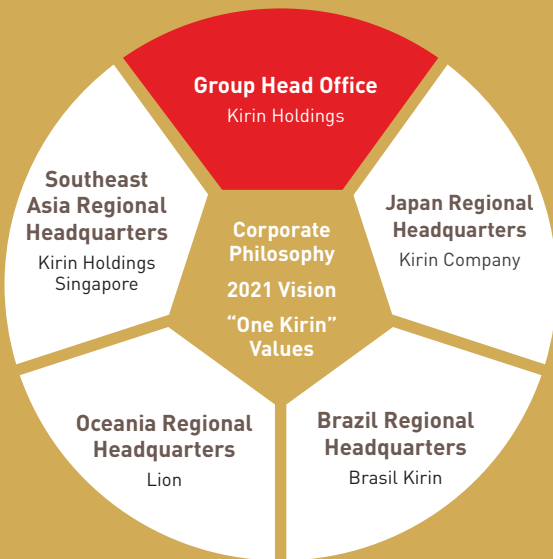 Group Head Office
Kirin Holdings
Southeast
Asia Regional
Headquarters
Kirin Holdings
Singapore
Japan Regional
Headquarters
Kirin Company
Corporate
Philosophy
2021 Vision
“One Kirin”
Values
Oceania Regional
Headquarters
Lion
Brazil Regional
Headquarters
Brasil Kirin